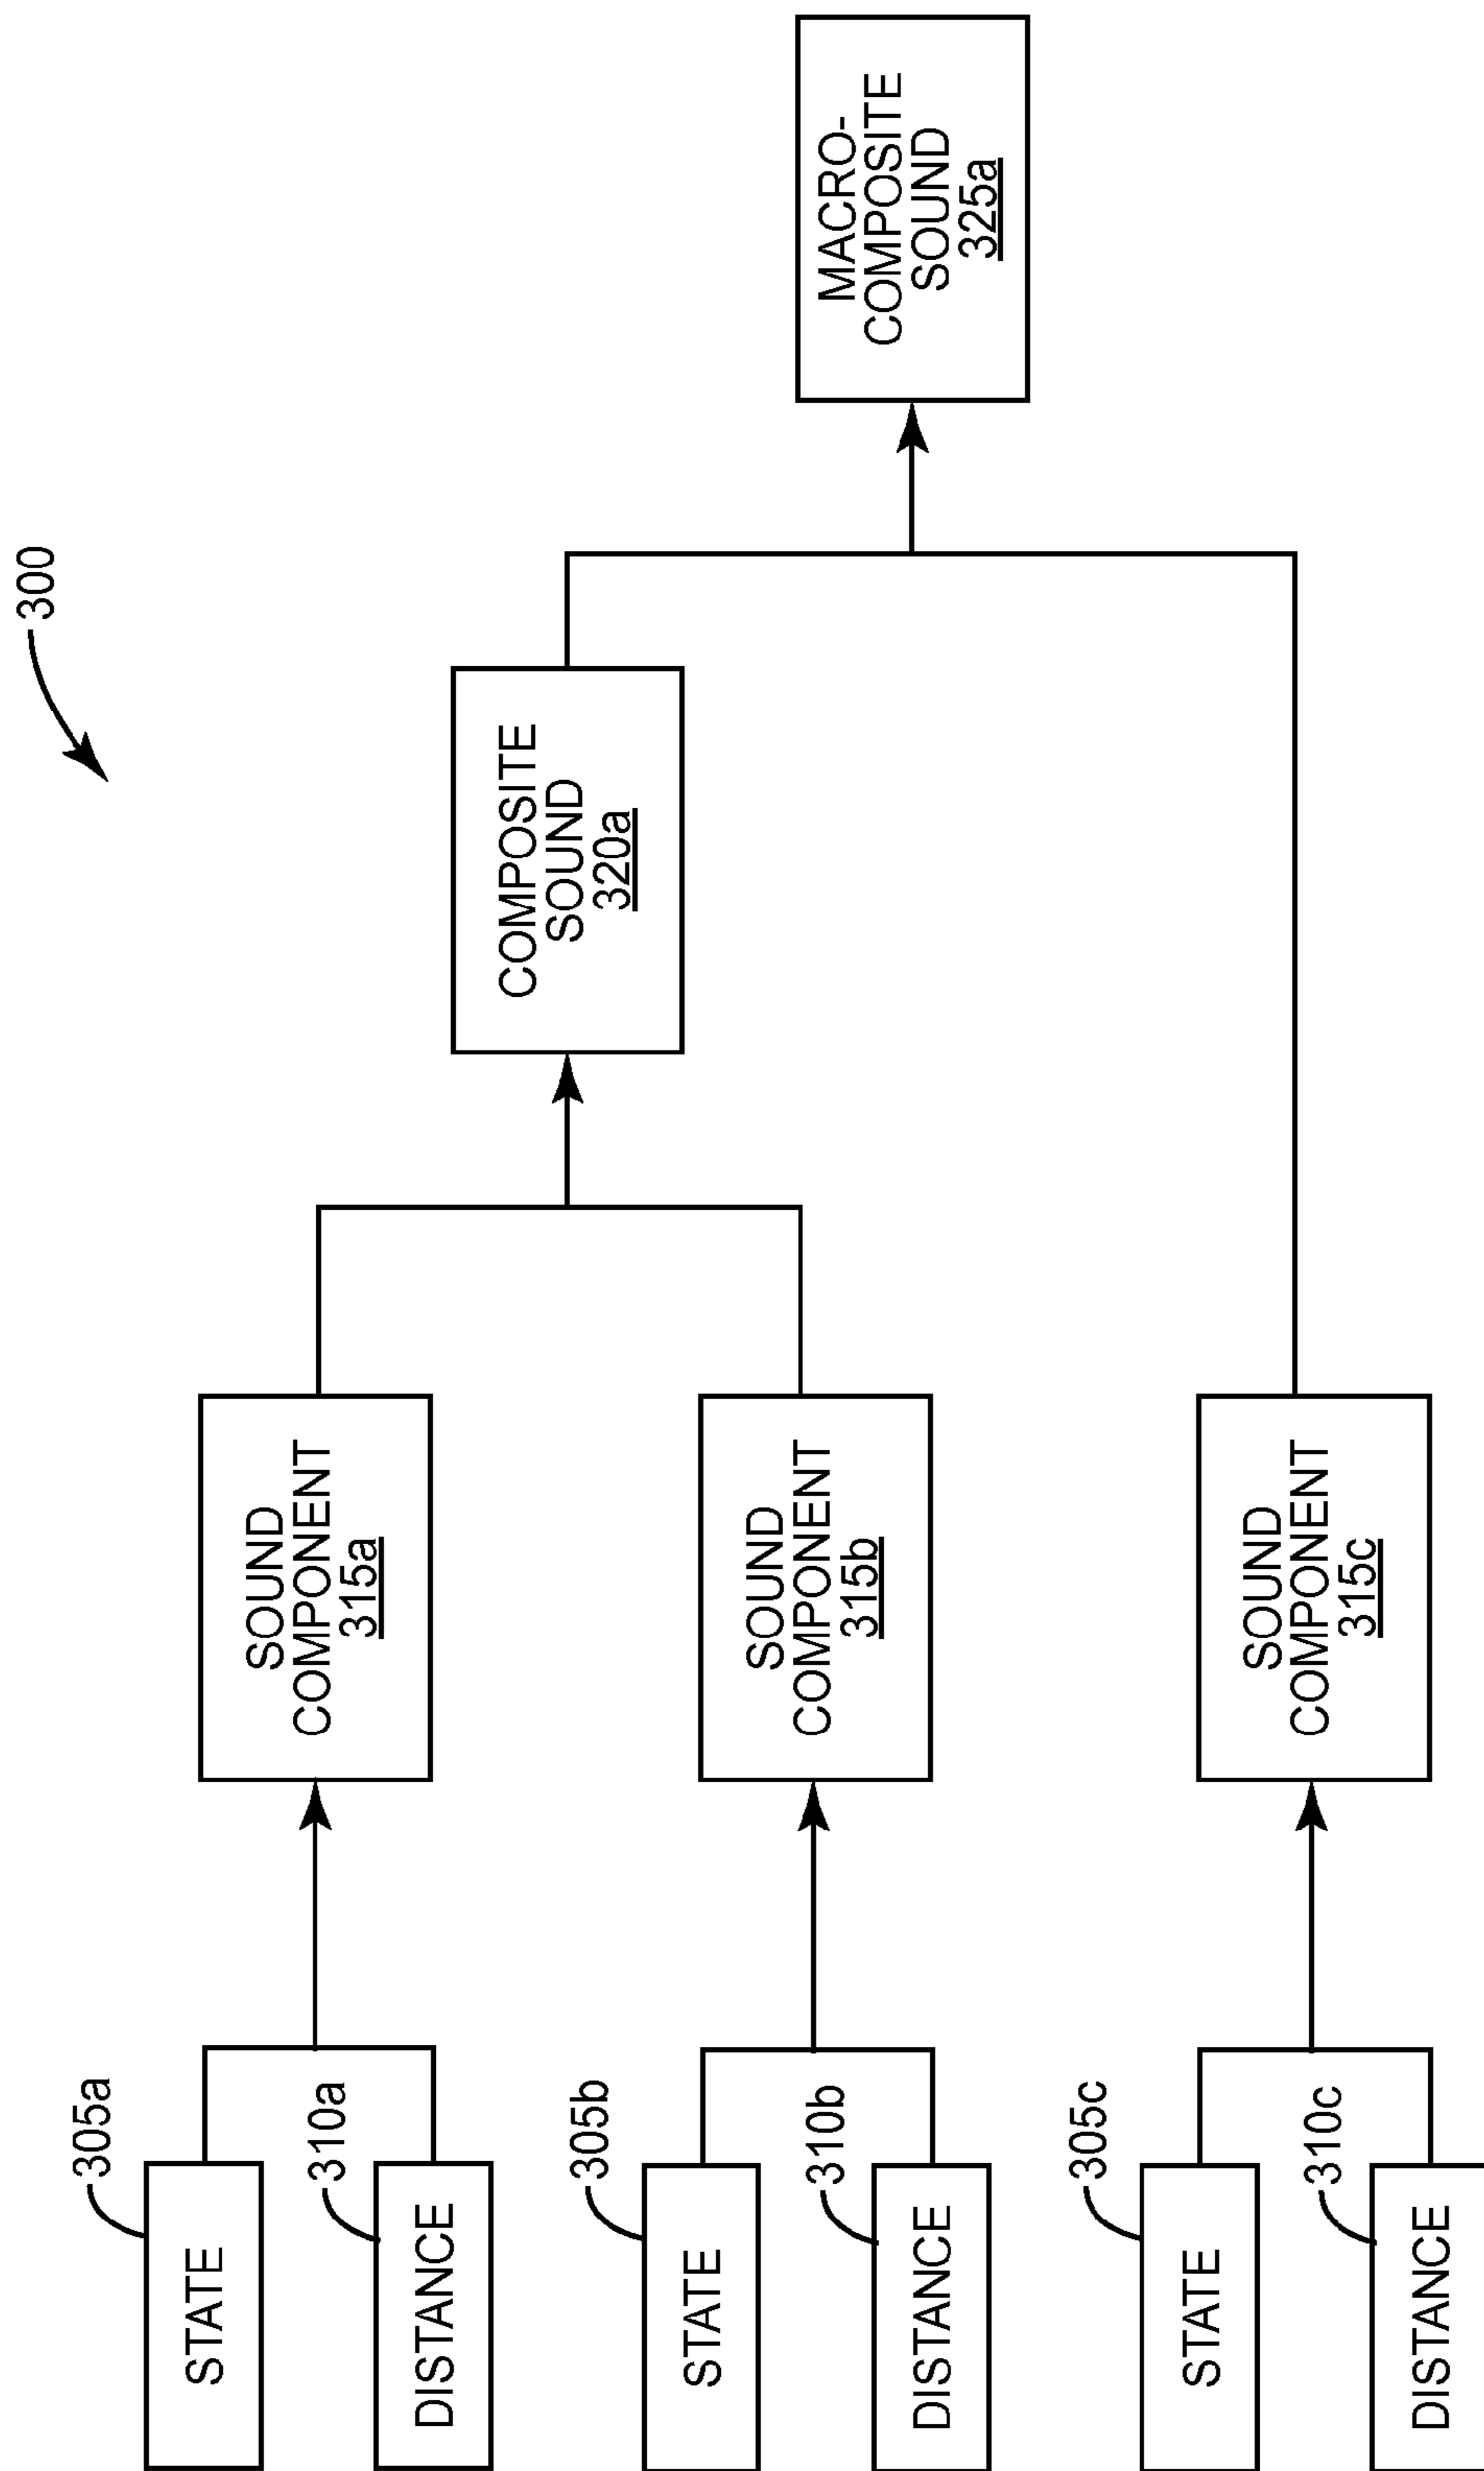 300
305a
STATE
310a
DISTANCE
SOUND
COMPONENT
315a
305b
STATE
310b
DISTANCE
SOUND
COMPONENT
315b
COMPOSITE
SOUND
320a
305c
STATE
310c
DISTANCE
SOUND
COMPONENT
315c
MACRO-
COMPOSITE
SOUND
325a